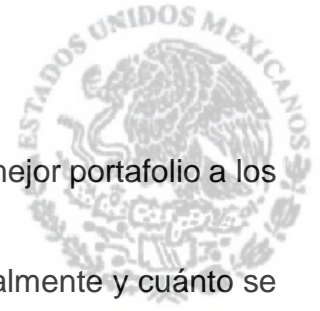 ESTADOS UNIDOS MEXICANOS
mejor portafolio a los
almente y cuánto se